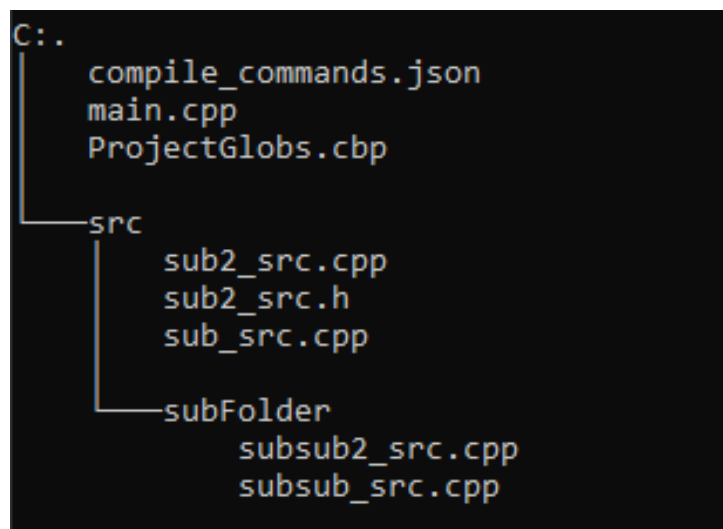 C:.
compile_commands.json
main.cpp
ProjectGlobs.cbp
src
sub2_src.cpp
sub2_src.h
sub_src.cpp
subFolder
subsub2_src.cpp
subsub_src.cpp